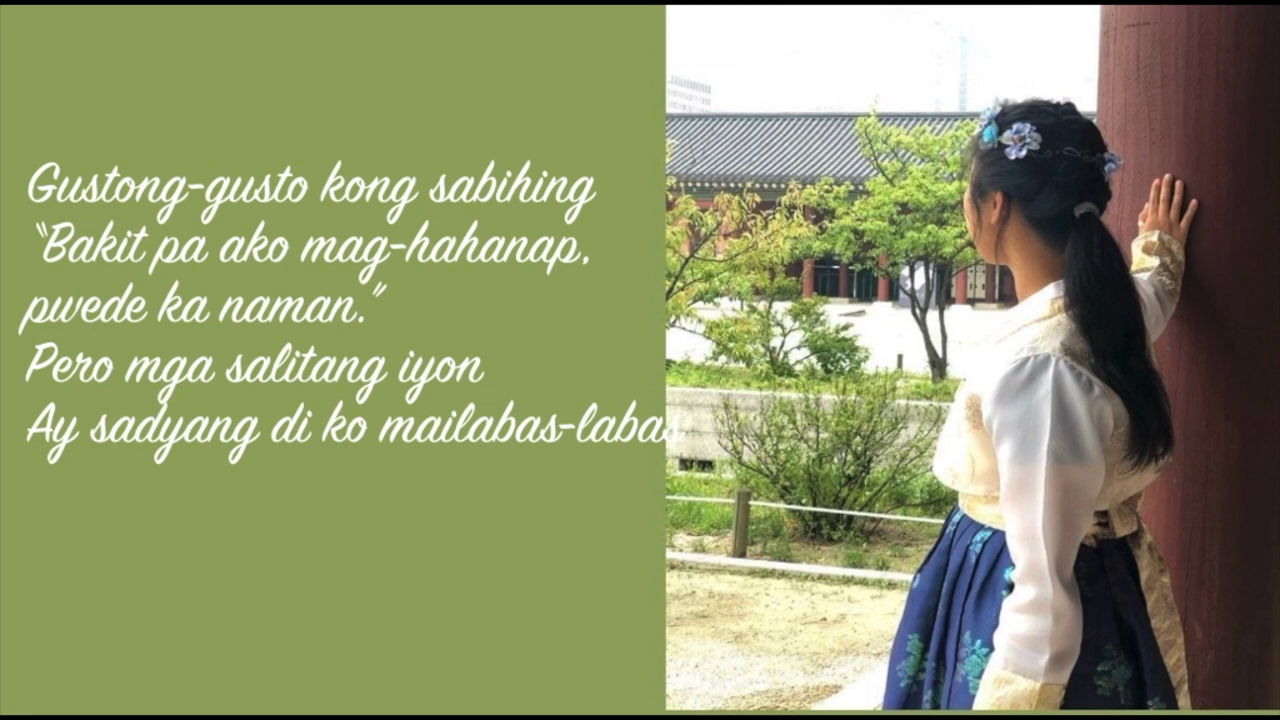 Gustong-gusto kong sabihing
“Bakit pa ako mag-hahanap,
pwede ka naman.”
Pero mga salitang iyon
Ay sadyang di ko mailabas-labas